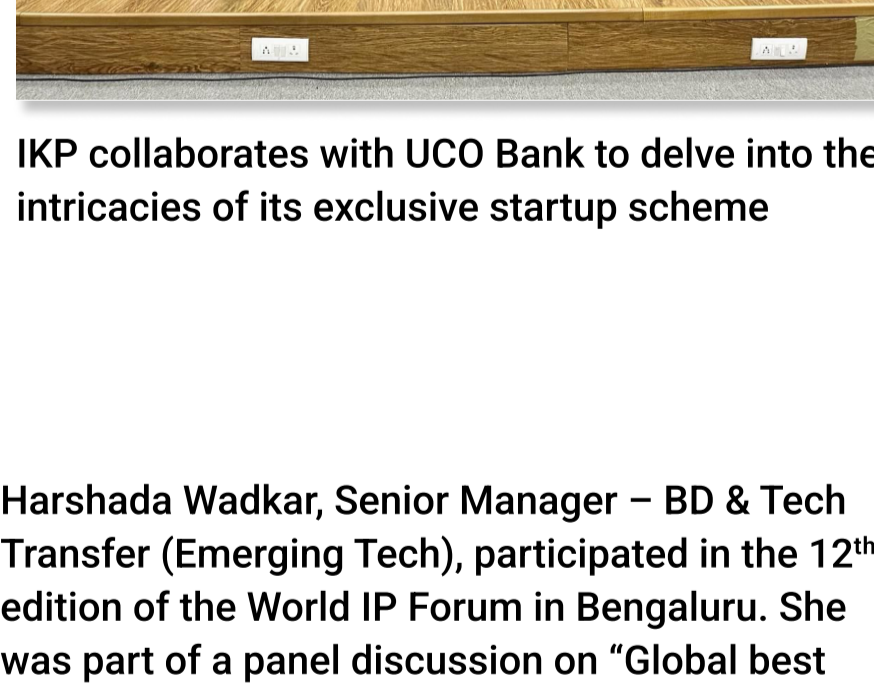 IKP collaborates with UCO Bank to delve into the
intricacies of its exclusive startup scheme
Harshada Wadkar, Senior Manager – BD & Tech
Transfer (Emerging Tech), participated in the 12th
edition of the World IP Forum in Bengaluru. She
was part of a panel discussion on “Global best